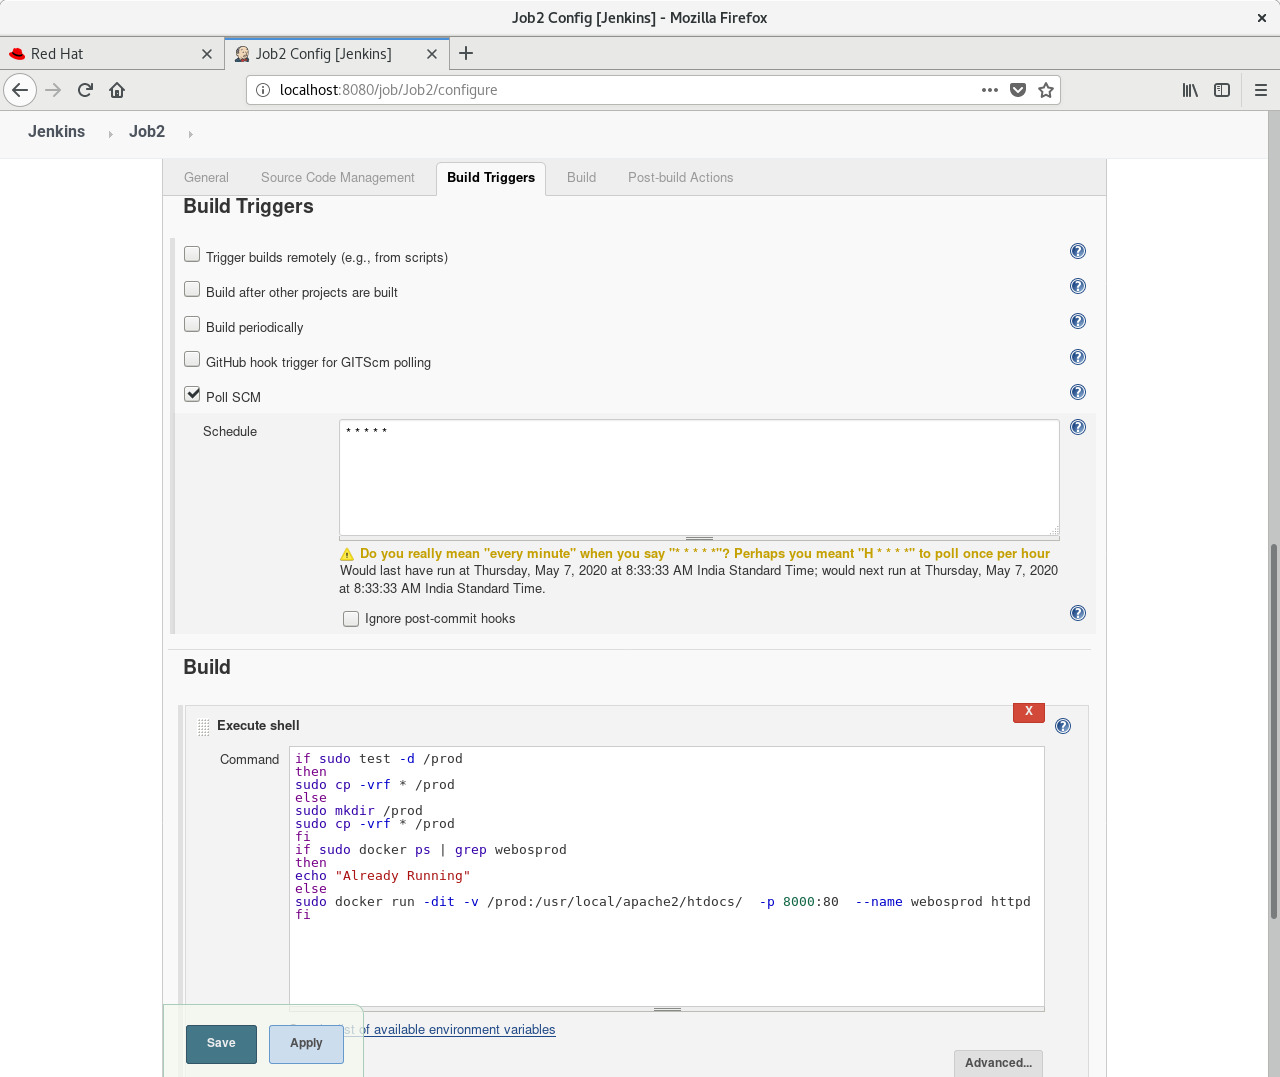 Job2 Config [Jenkins] - Mozilla Firefox
Red Hat
Job2 Config [Jenkins]
localhost:8080/job/Job2/configure
Jenkins
Job2
General
Source Code Management
Build Triggers
Build
Post-build Actions
Build Triggers
Trigger builds remotely (e.g., from scripts)
Build after other projects are built
Build periodically
GitHub hook trigger for GITScm polling
Poll SCM
Schedule
* * * * *
Do you really mean "every minute" when you say "* * * * *"? Perhaps you meant "H * * * *" to poll once per hour
Would last have run at Thursday, May 7, 2020 at 8:33:33 AM India Standard Time; would next run at Thursday, May 7, 2020
at 8:33:33 AM India Standard Time.
Ignore post-commit hooks
Build
X
Execute shell
Command
if sudo test -d /prod
then
sudo cp -vrf * /prod
else
sudo mkdir /prod
sudo cp -vrf * /prod
fi
if sudo docker ps | grep webosprod
then
echo "Already Running"
else
sudo docker run -dit -v /prod:/usr/local/apache2/htdocs/  -p 8000:80  --name webosprod httpd
fi
of available environment variables
Save
Apply
Advanced...